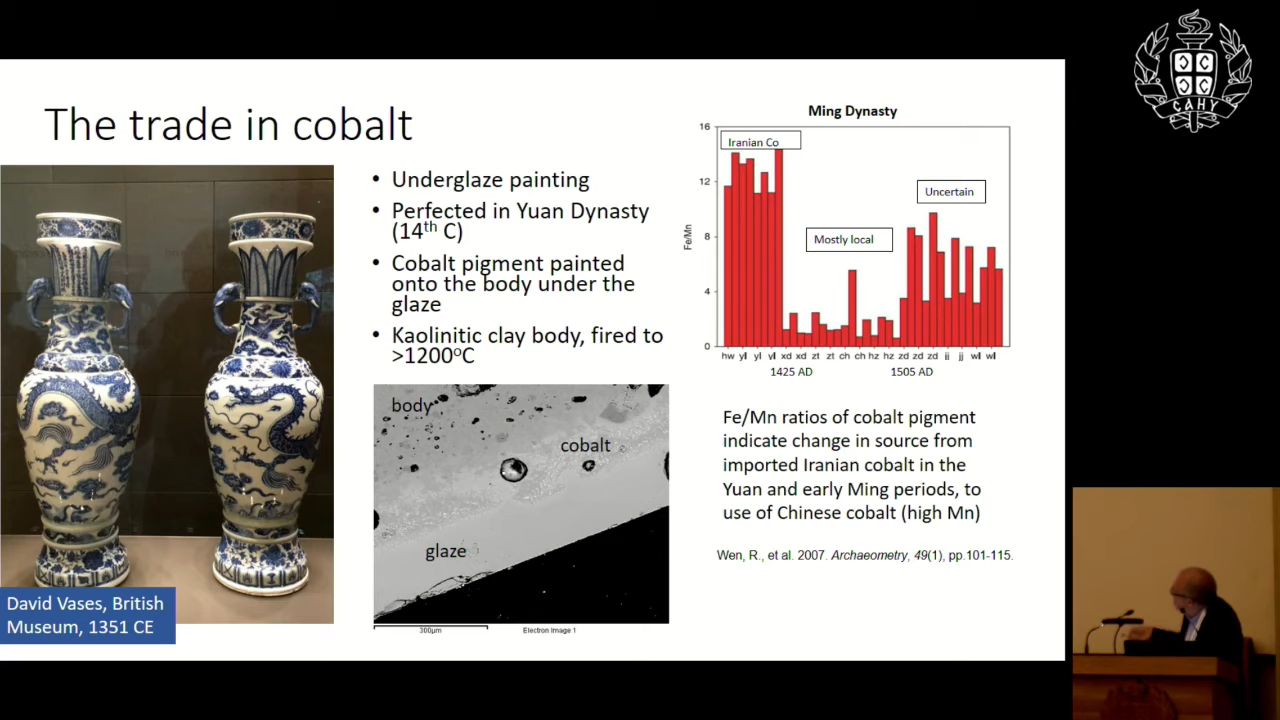 The trade in cobalt
• Underglaze painting
• Perfected in Yuan Dynasty
(14th C)
• Cobalt pigment painted
onto the body under the
glaze
• Kaolinitic clay body, fired to
>1200oC
David Vases, British
Museum, 1351 CE
body
cobalt
glaze
300µm
Electron Image 1
Ming Dynasty
16
12
8
4
0
Fe/Mn
Iranian Co
Mostly local
Uncertain
hw yl yl yl xd xd zt zt ch ch hz hz zd zd zd jj jj wl wl
1425 AD
1505 AD
Fe/Mn ratios of cobalt pigment
indicate change in source from
imported Iranian cobalt in the
Yuan and early Ming periods, to
use of Chinese cobalt (high Mn)
Wen, R., et al. 2007. Archaeometry, 49(1), pp.101-115.
САНУ